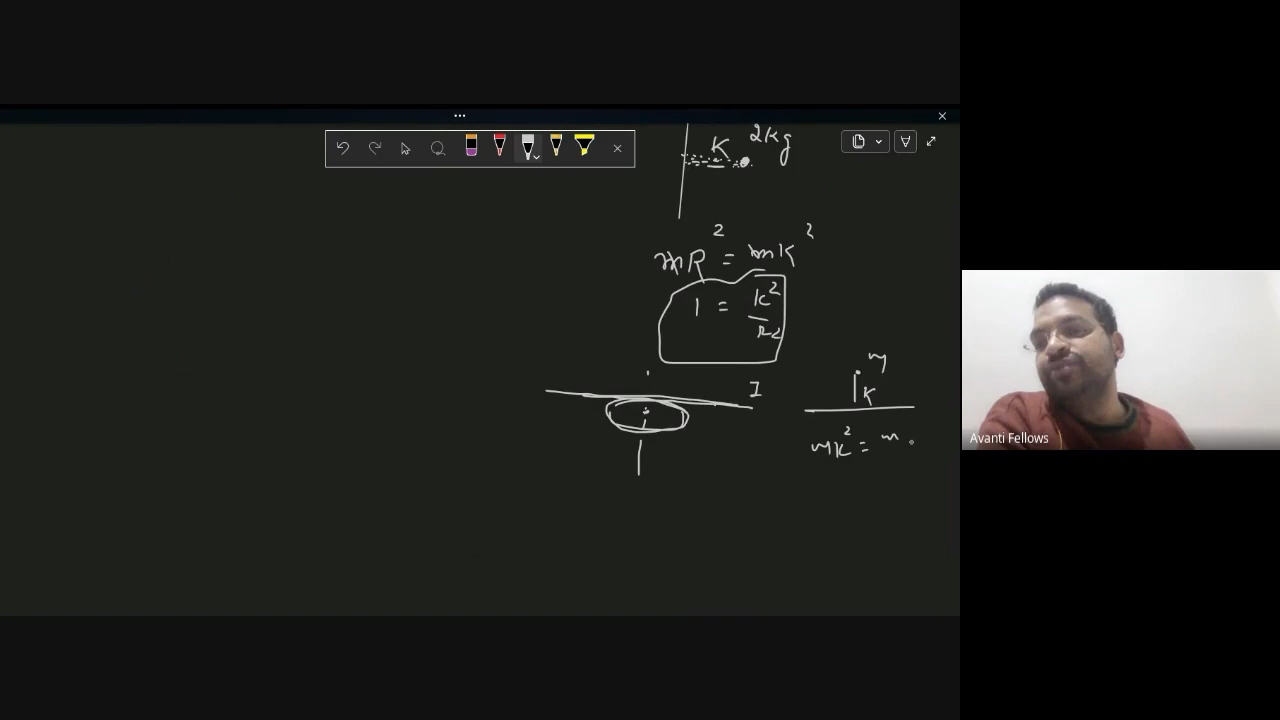 K 2kg
mR² = mK²
1 = K²/R²
I
m
K
mK² = m
Avanti Fellows